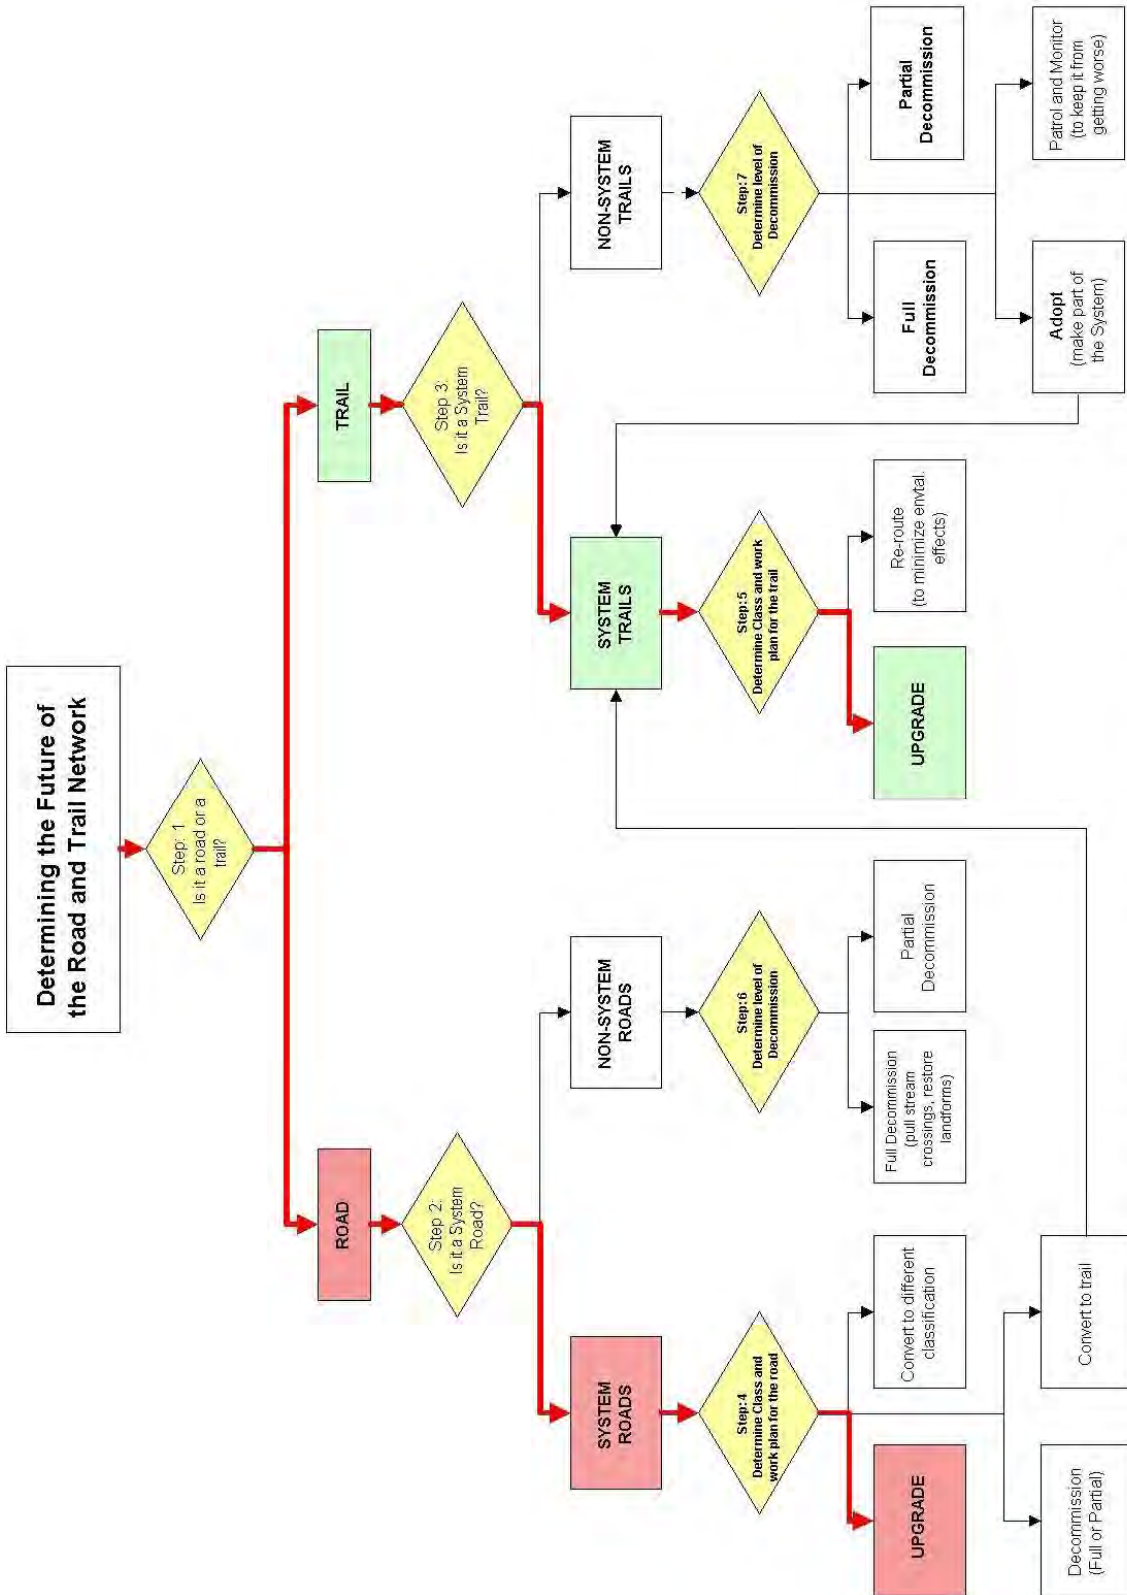 Determining the Future of
the Road and Trail Network
Step: 1
Is it a road or a
trail?
ROAD
TRAIL
Step 2:
Is it a System
Road?
Step 3:
Is it a System
Trail?
SYSTEM
ROADS
NON-SYSTEM
ROADS
SYSTEM
TRAILS
NON-SYSTEM
TRAILS
Step:4
Determine Class and
work plan for the road
Step:6
Determine level of
Decommission
Step:5
Determine Class and work
plan for the trail
Step:7
Determine level of
Decommission
UPGRADE
Convert to different
classification
Full Decommission
(pull stream
crossings, restore
landforms)
Partial
Decommission
UPGRADE
Re-route
(to minimize envtal.
effects)
Full
Decommission
Partial
Decommission
Decommission
(Full or Partial)
Convert to trail
Adopt
(make part of
the System)
Patrol and Monitor
(to keep it from
getting worse)